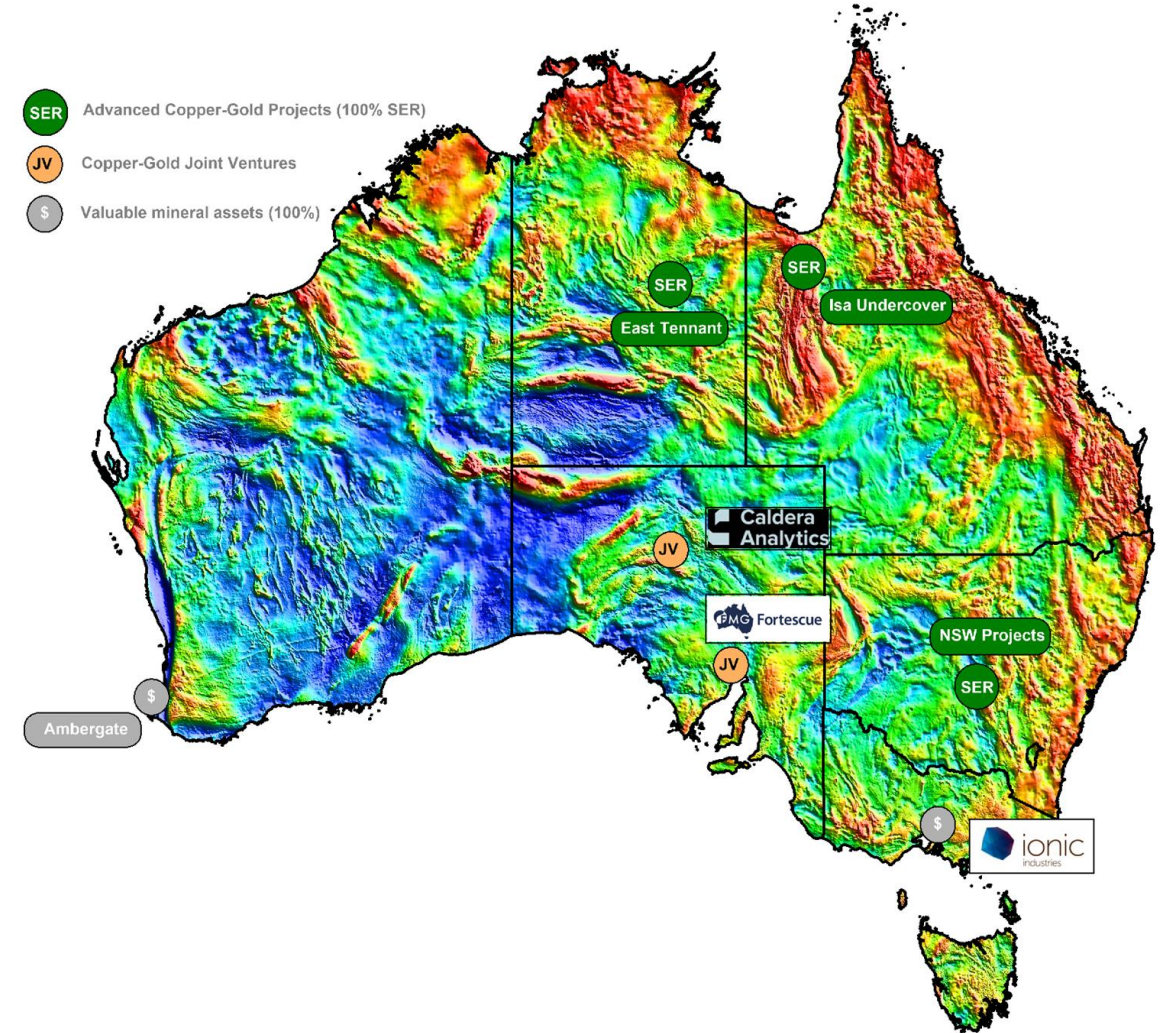 SER Advanced Copper-Gold Projects (100% SER)
JV Copper-Gold Joint Ventures
$ Valuable mineral assets (100%)
SER
Isa Undercover
SER
East Tennant
Caldera
Analytics
JV
FMG Fortescue
JV
NSW Projects
SER
$
Ambergate
$
ionic
industries